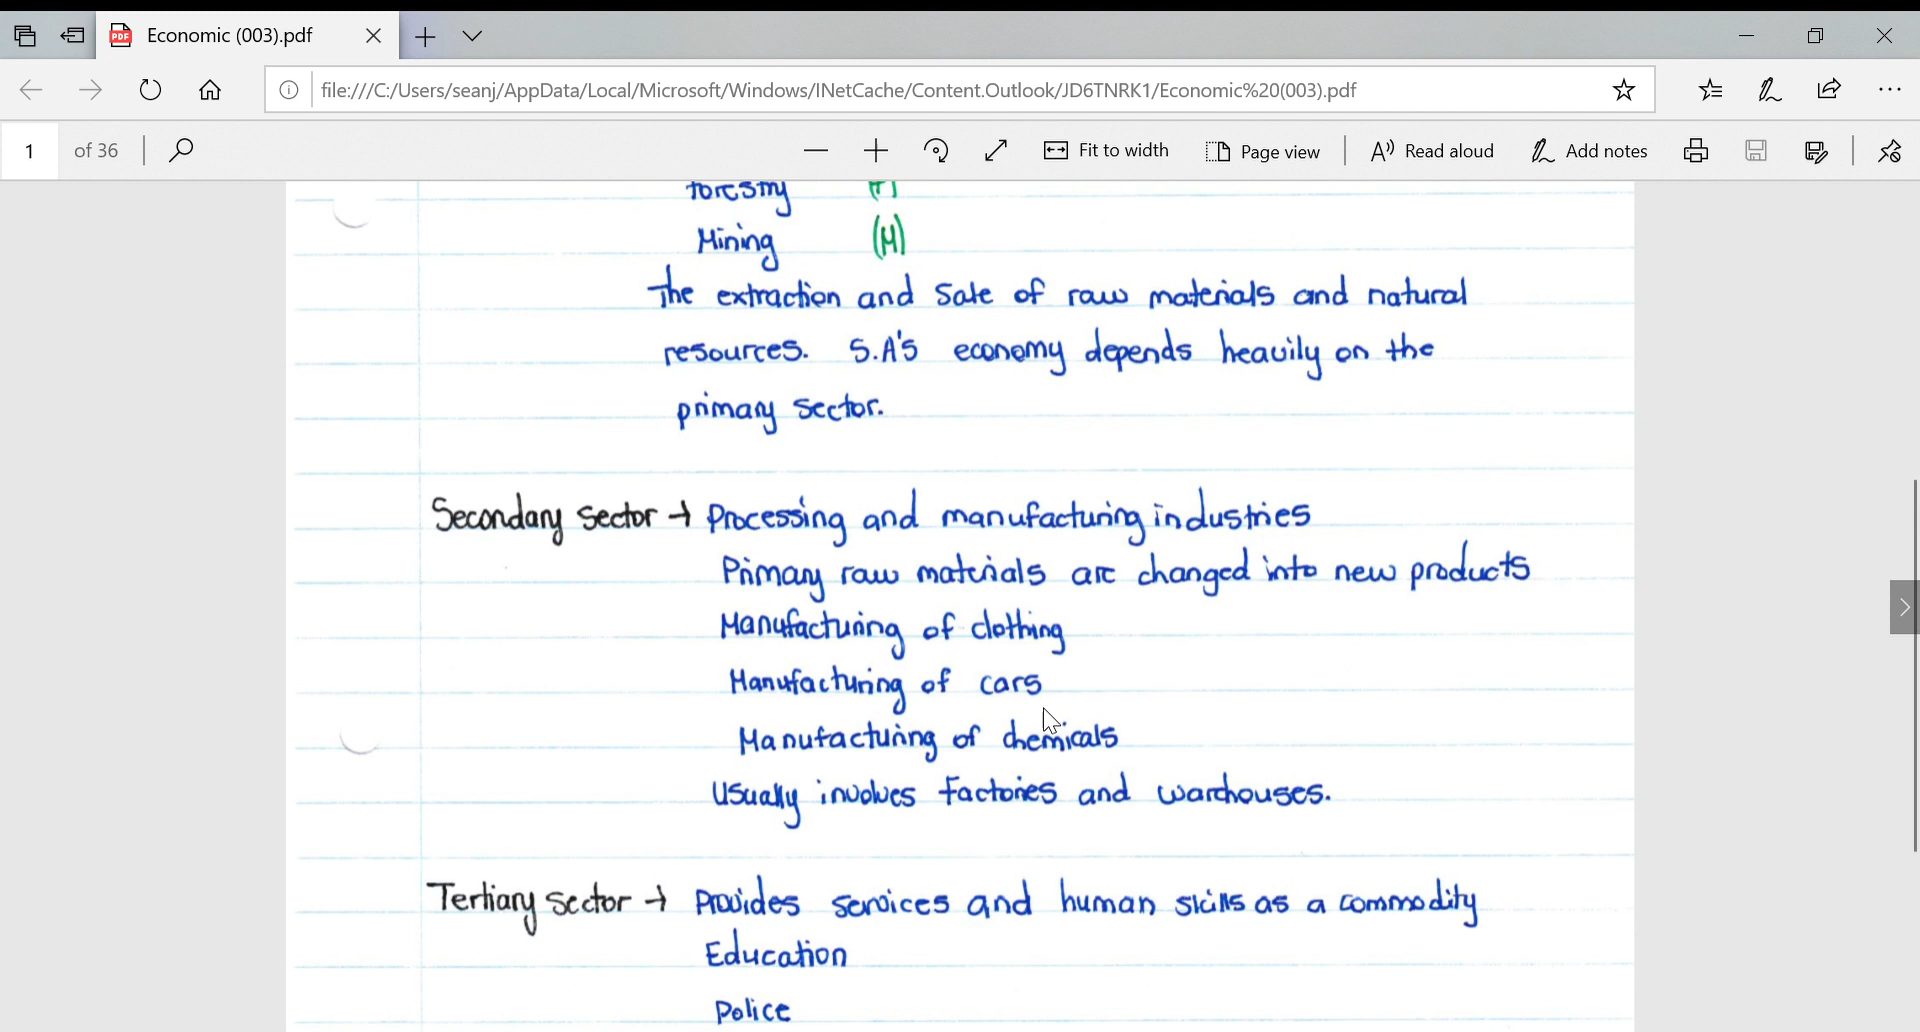 Economic (003).pdf
file:///C:/Users/seanj/AppData/Local/Microsoft/Windows/INetCache/Content.Outlook/JD6TNRK1/Economic%20(003).pdf
1 of 36
Fit to width
Page view
Read aloud
Add notes
forestry (F)
Mining (M)
The extraction and sale of raw materials and natural
resources. S.A's economy depends heavily on the
primary sector.
Secondary sector → Processing and manufacturing industries
Primary raw materials are changed into new products
Manufacturing of clothing
Manufacturing of cars
Manufacturing of chemicals
Usually involves factories and warehouses.
Tertiary sector → Provides services and human skills as a commodity
Education
Police